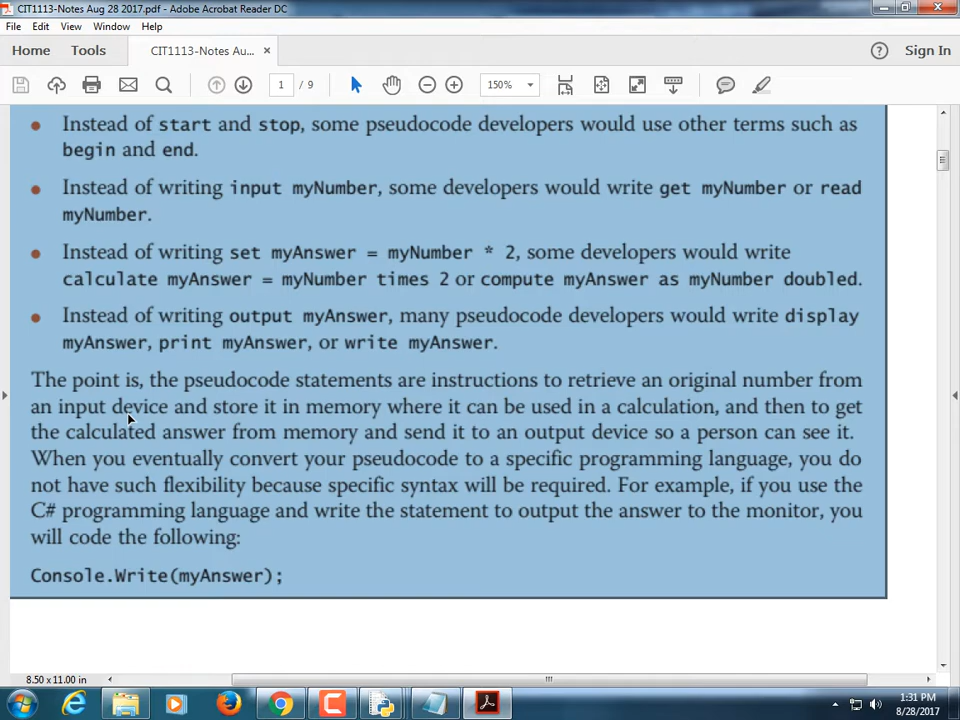 CIT1113-Notes Aug 28 2017.pdf - Adobe Acrobat Reader DC
File Edit View Window Help
Home Tools CIT1113-Notes Au... × ? Sign In
1 / 9 150%
• Instead of start and stop, some pseudocode developers would use other terms such as
begin and end.
• Instead of writing input myNumber, some developers would write get myNumber or read
myNumber.
• Instead of writing set myAnswer = myNumber * 2, some developers would write
calculate myAnswer = myNumber times 2 or compute myAnswer as myNumber doubled.
• Instead of writing output myAnswer, many pseudocode developers would write display
myAnswer, print myAnswer, or write myAnswer.
The point is, the pseudocode statements are instructions to retrieve an original number from
an input device and store it in memory where it can be used in a calculation, and then to get
the calculated answer from memory and send it to an output device so a person can see it.
When you eventually convert your pseudocode to a specific programming language, you do
not have such flexibility because specific syntax will be required. For example, if you use the
C# programming language and write the statement to output the answer to the monitor, you
will code the following:
Console.Write(myAnswer);
8.50 x 11.00 in
1:31 PM
8/28/2017